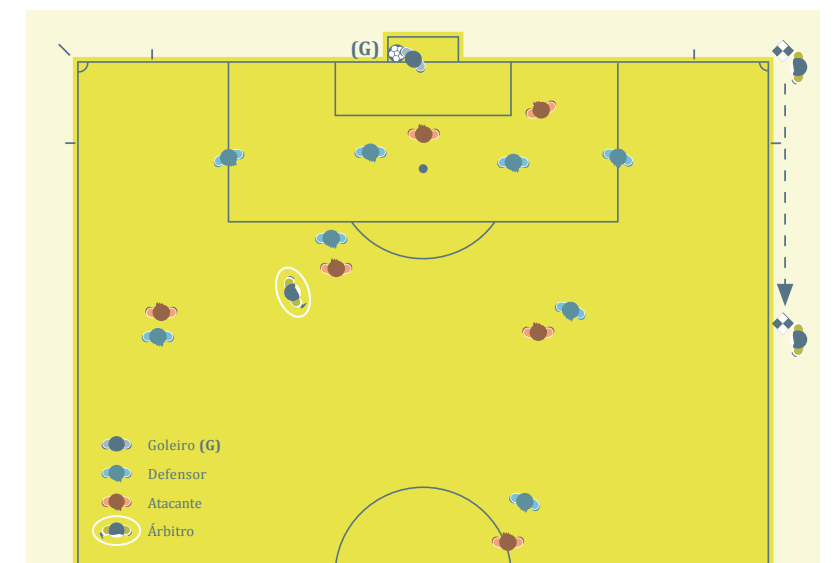 (G)
Goleiro (G)
Defensor
Atacante
Árbitro